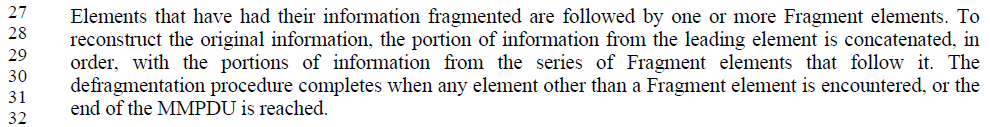 27 Elements that have had their information fragmented are followed by one or more Fragment elements. To
28 reconstruct the original information, the portion of information from the leading element is concatenated, in
29 order, with the portions of information from the series of Fragment elements that follow it. The
30 defragmentation procedure completes when any element other than a Fragment element is encountered, or the
31 end of the MMPDU is reached.
32